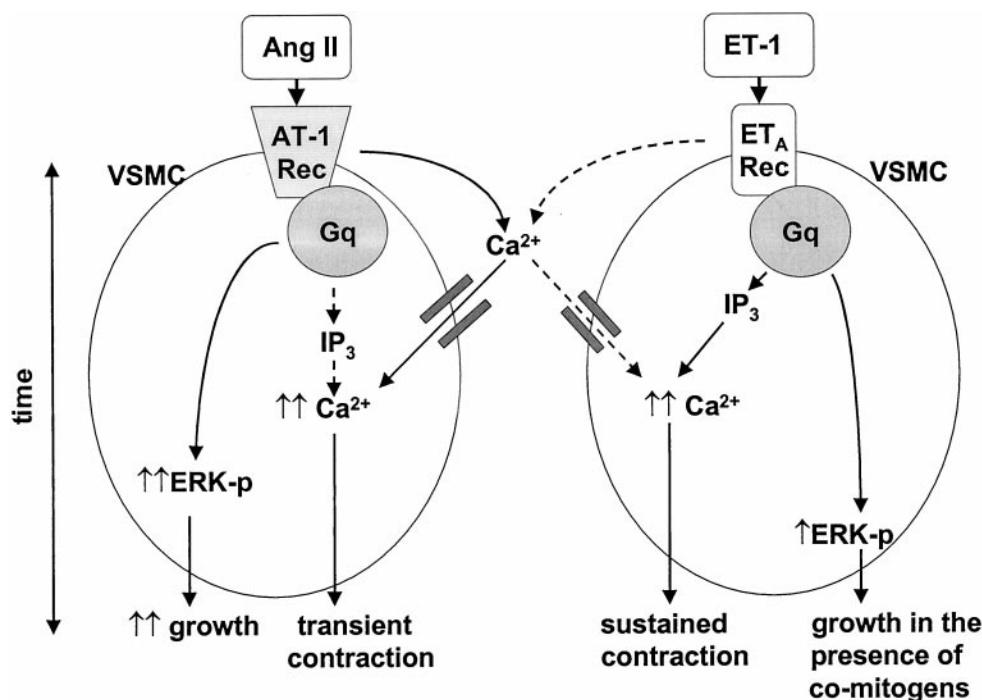 Ang II
ET-1
AT-1
Rec
ET_A
Rec
VSMC
VSMC
Gq
Gq
Ca²⁺
IP₃
IP₃
time
↑↑ Ca²⁺
↑↑ Ca²⁺
↑↑ERK-p
↑ERK-p
↑↑ growth
transient
contraction
sustained
contraction
growth in the
presence of
co-mitogens